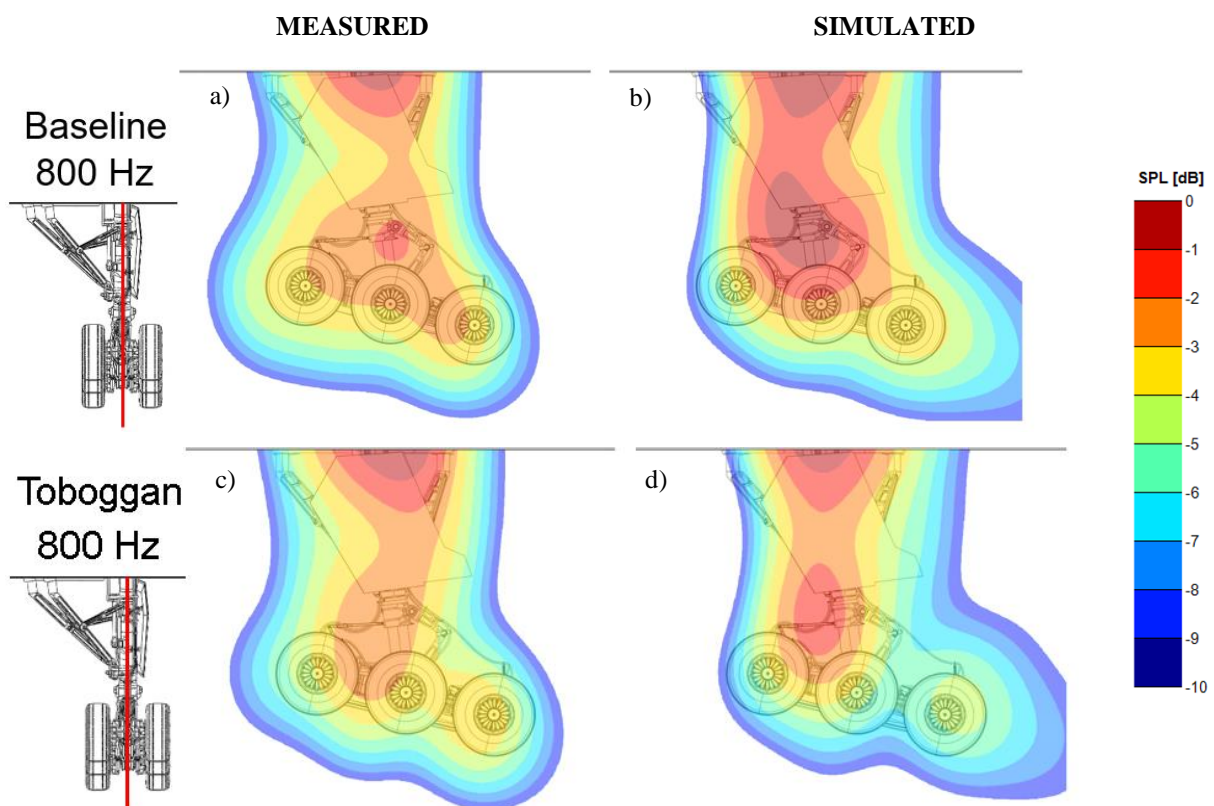 MEASURED
SIMULATED
a)
b)
Baseline
800 Hz
SPL [dB]
0
-1
-2
-3
-4
-5
-6
-7
-8
-9
-10
c)
d)
Toboggan
800 Hz